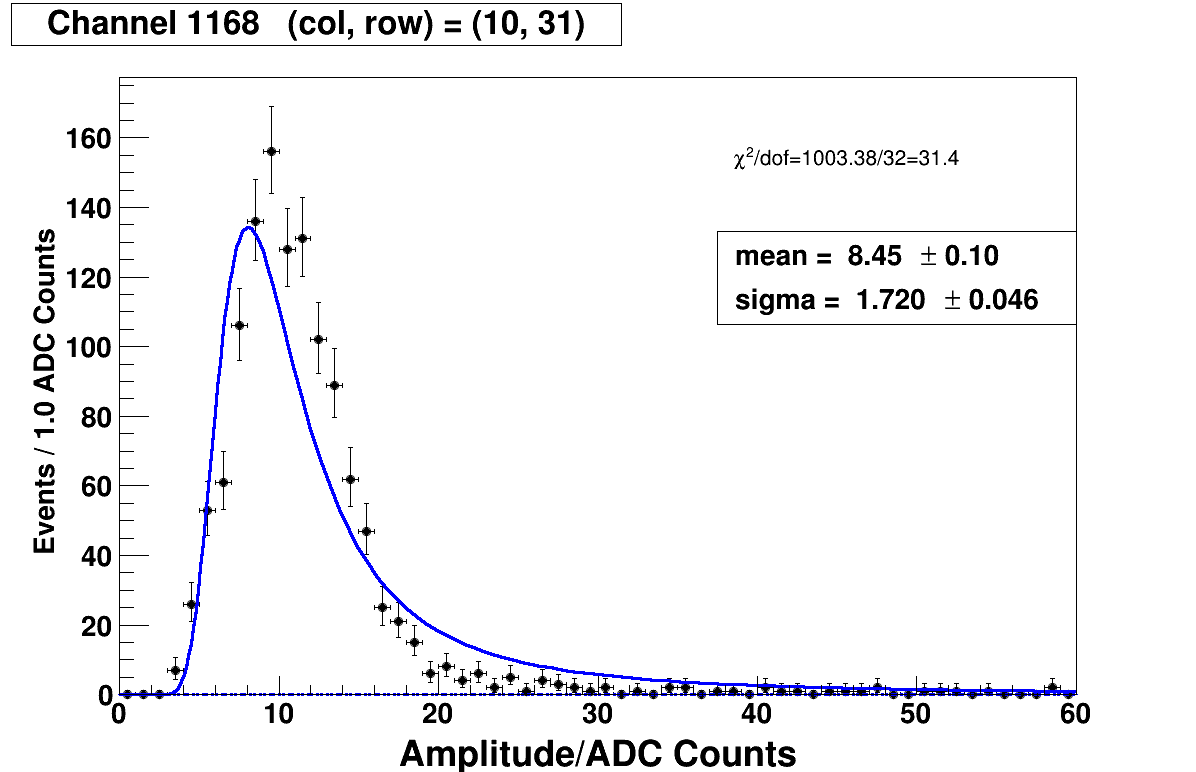 Channel 1168 (col, row) = (10, 31)
χ²/dof=1003.38/32=31.4
mean = 8.45 ± 0.10
sigma = 1.720 ± 0.046
Events / 1.0 ADC Counts
160
140
120
100
80
60
40
20
0
0 10 20 30 40 50 60
Amplitude/ADC Counts